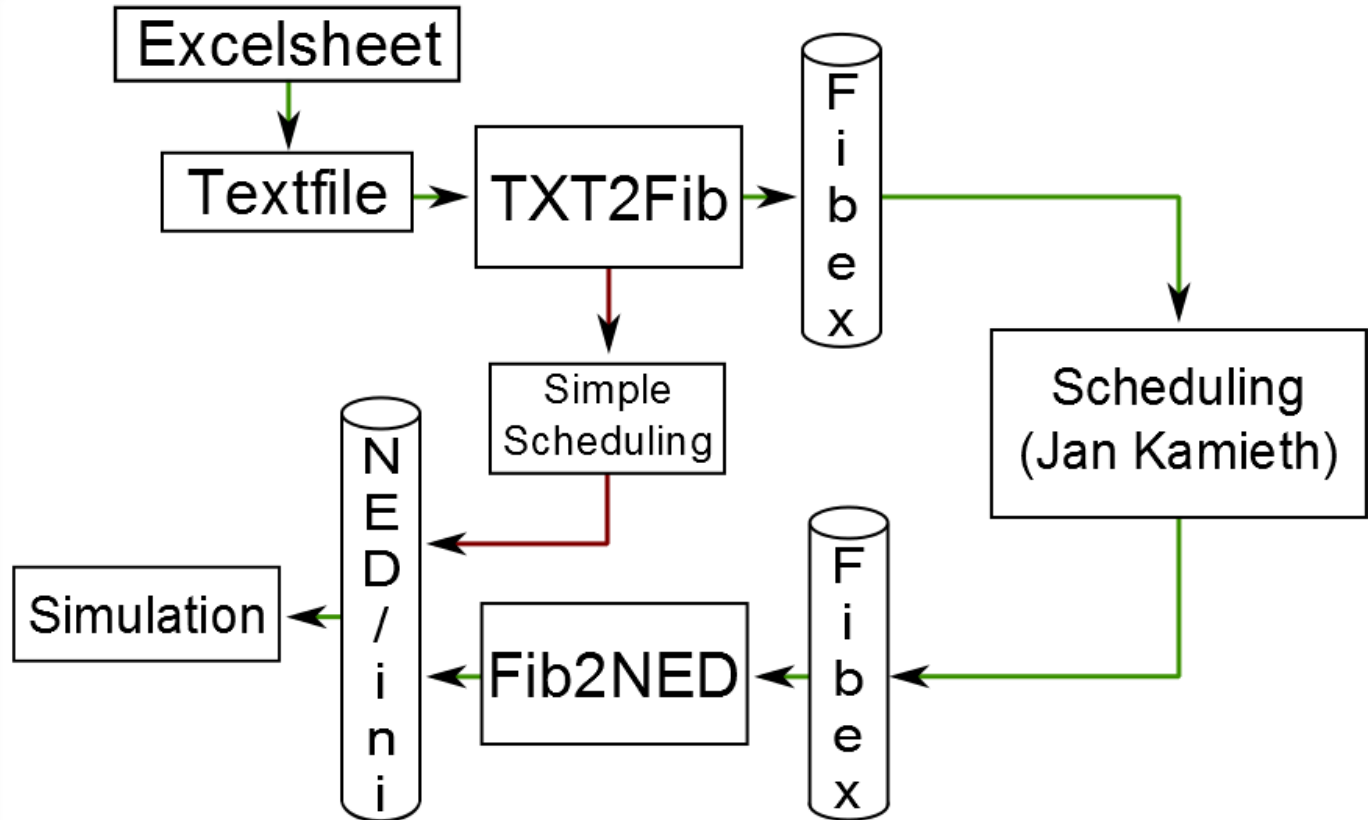 Excelsheet
Textfile
TXT2Fib
Fibex
Simple
Scheduling
Scheduling
(Jan Kamieth)
NED/ini
Fibex
Fib2NED
Simulation